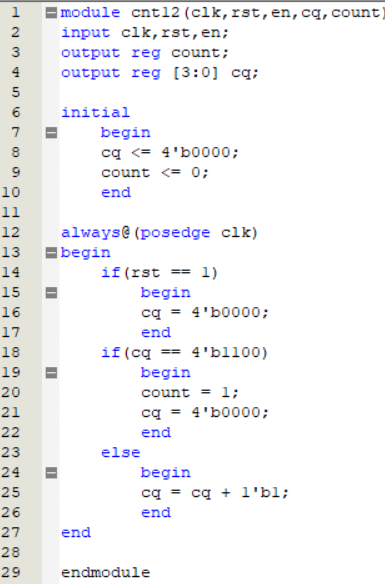 1 module cnt12(clk,rst,en,cq,count)
2 input clk,rst,en;
3 output reg count;
4 output reg [3:0] cq;
5
6 initial
7 begin
8 cq <= 4'b0000;
9 count <= 0;
10 end
11
12 always@(posedge clk)
13 begin
14 if(rst == 1)
15 begin
16 cq = 4'b0000;
17 end
18 if(cq == 4'b1100)
19 begin
20 count = 1;
21 cq = 4'b0000;
22 end
23 else
24 begin
25 cq = cq + 1'b1;
26 end
27 end
28
29 endmodule